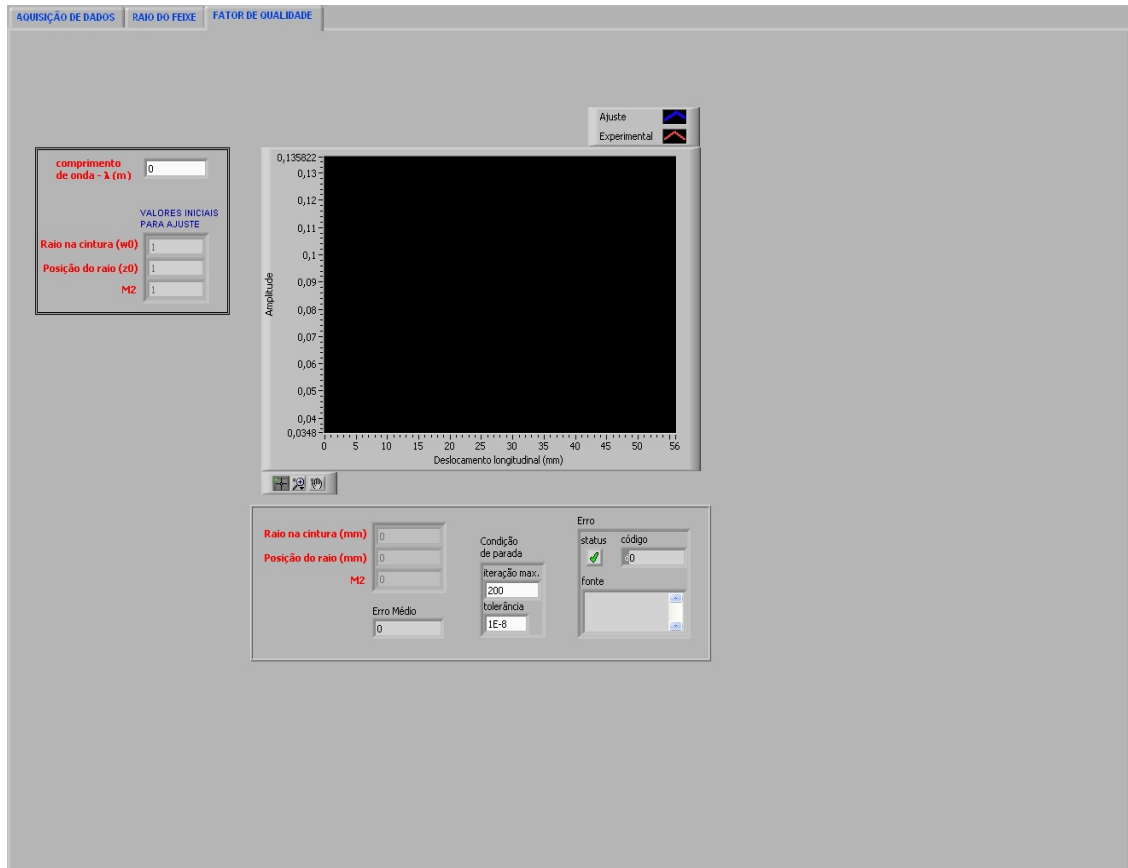 AQUISIÇÃO DE DADOS
RAIO DO FEIXE
FATOR DE QUALIDADE
comprimento
de onda - λ (m)
0
VALORES INICIAIS
PARA AJUSTE
Raio na cintura (w0)
1
Posição do raio (z0)
1
M2
1
Ajuste
Experimental
Amplitude
0,135822
0,13
0,12
0,11
0,1
0,09
0,08
0,07
0,06
0,05
0,04
0,0348
0 5 10 15 20 25 30 35 40 45 50 56
Deslocamento longitudinal (mm)
Raio na cintura (mm)
0
Posição do raio (mm)
0
M2
0
Erro Médio
0
Condição
de parada
iteração max.
200
tolerância
1E-8
Erro
status
código
d0
fonte